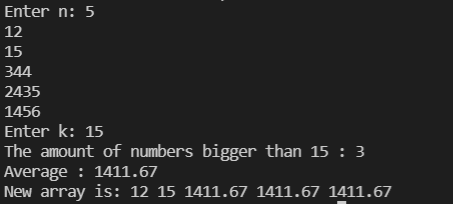 Enter n: 5
12
15
344
2435
1456
Enter k: 15
The amount of numbers bigger than 15 : 3
Average : 1411.67
New array is: 12 15 1411.67 1411.67 1411.67